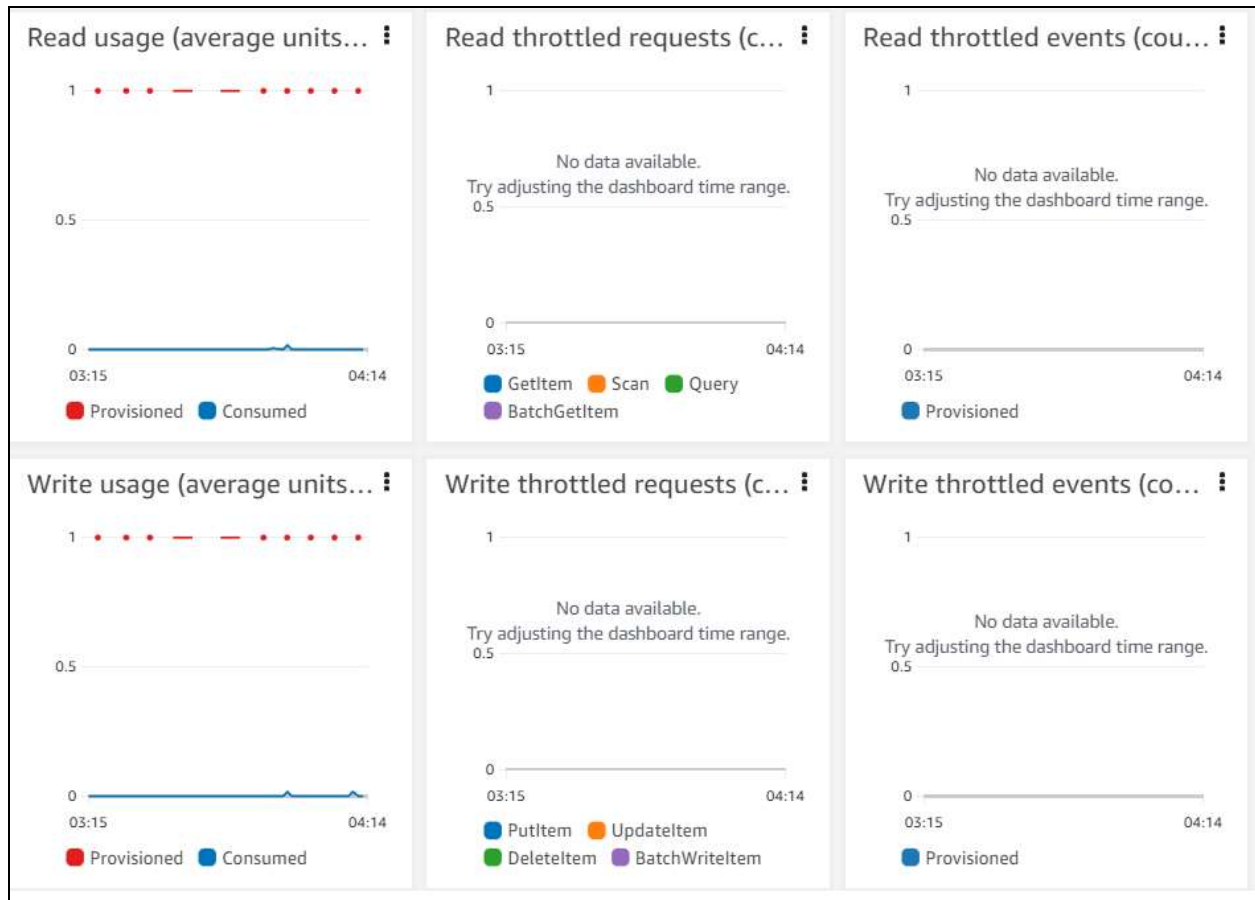 Read usage (average units...
1
0.5
0
03:15 04:14
Provisioned Consumed
Read throttled requests (c...
1
No data available.
Try adjusting the dashboard time range.
0.5
0
03:15 04:14
GetItem Scan Query
BatchGetItem
Read throttled events (cou...
1
No data available.
Try adjusting the dashboard time range.
0.5
0
03:15 04:14
Provisioned
Write usage (average units...
1
0.5
0
03:15 04:14
Provisioned Consumed
Write throttled requests (c...
1
No data available.
Try adjusting the dashboard time range.
0.5
0
03:15 04:14
PutItem UpdateItem
DeleteItem BatchWriteItem
Write throttled events (co...
1
No data available.
Try adjusting the dashboard time range.
0.5
0
03:15 04:14
Provisioned